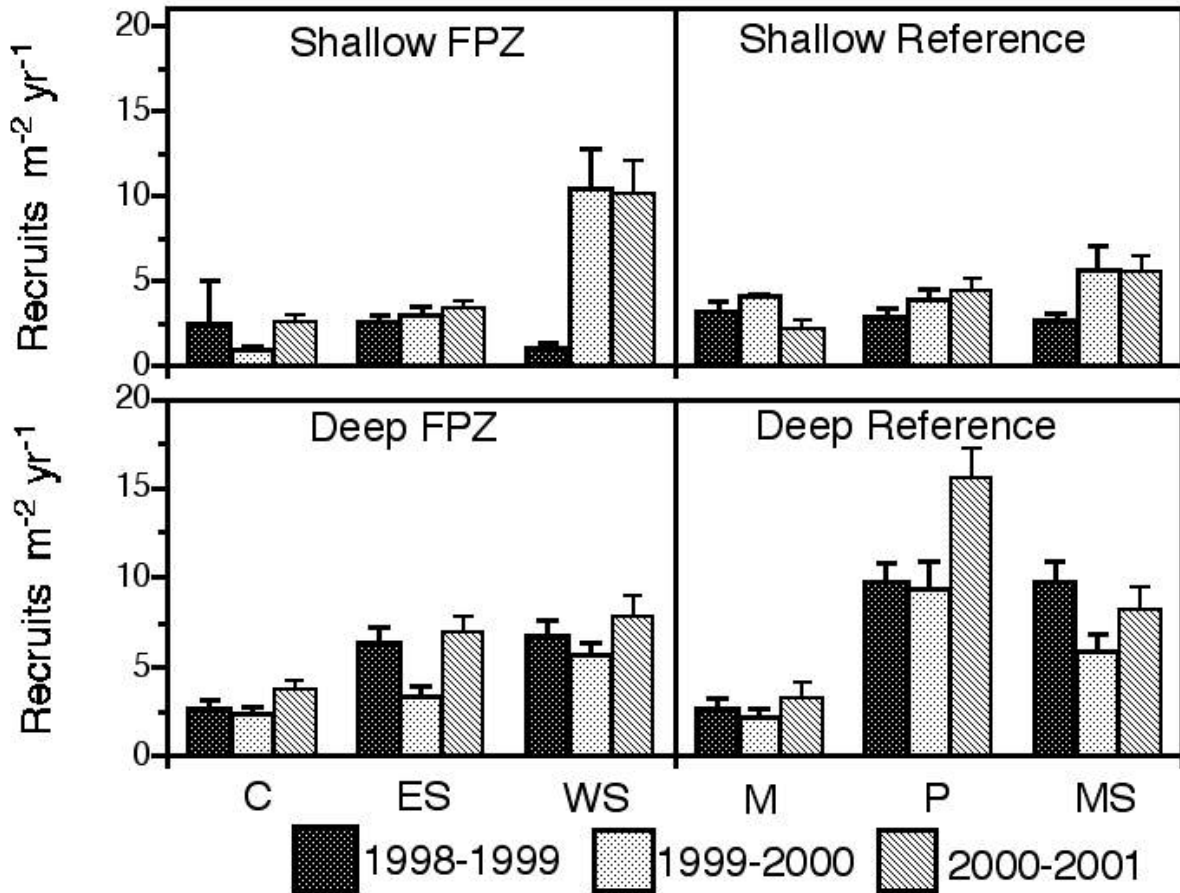 Shallow FPZ
Shallow Reference
Recruits m⁻² yr⁻¹
20
15
10
5
0
Deep FPZ
Deep Reference
Recruits m⁻² yr⁻¹
20
15
10
5
0
C ES WS M P MS
1998-1999 1999-2000 2000-2001